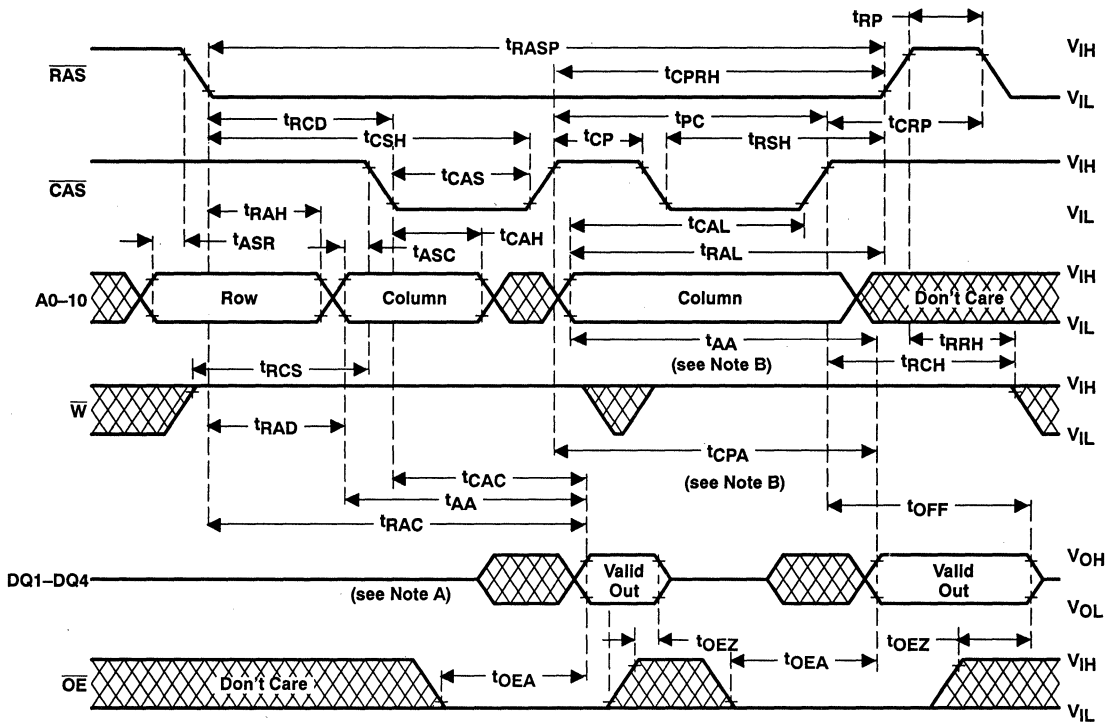 tRP
tRASP
VIH
RAS
tCPRH
VIL
tRCD
tPC
tCRP
tCSH
tCP
tRSH
VIH
CAS
tCAS
VIL
tRAH
tCAL
tCAH
tASR
tASC
tRAL
VIH
A0–10
Row
Column
Column
Don't Care
VIL
tAA
tRRH
(see Note B)
tRCH
tRCS
VIH
W
tRAD
VIL
tCPA
tCAC
(see Note B)
tAA
tOFF
tRAC
VOH
DQ1–DQ4
Valid Out
Valid Out
(see Note A)
VOL
tOEZ
tOEZ
tOEA
VIH
OE
Don't Care
tOEA
VIL